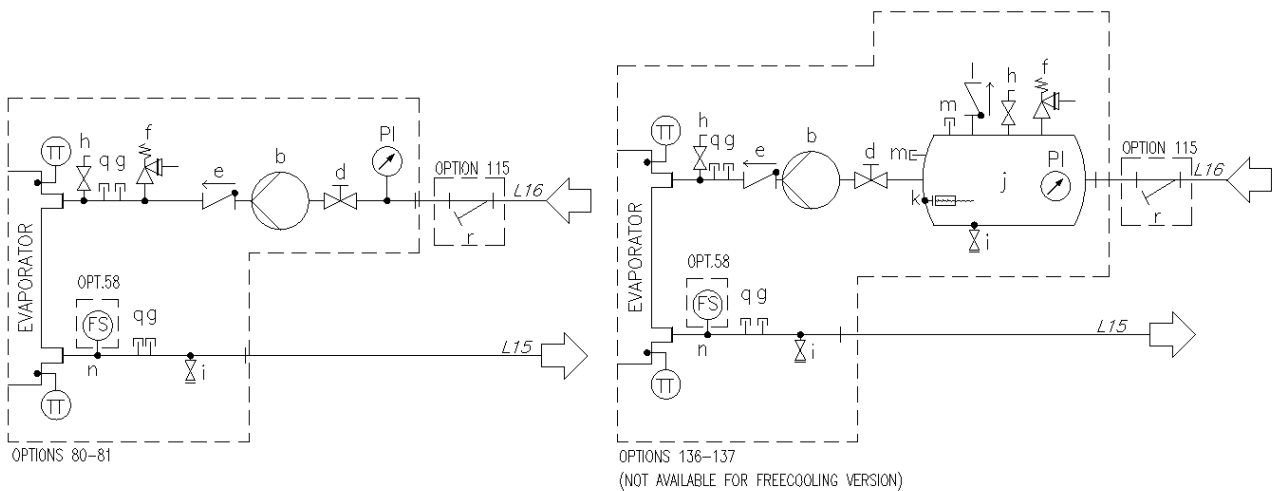 TT
h
q g
f
e
b
d
PI
OPTION 115
L16
r
EVAPORATOR
OPT.58
FS
n
q g
i
L15
TT
OPTIONS 80-81
TT
h
q g
e
b
d
m
m
l
h
f
j
PI
k
i
OPTION 115
L16
r
EVAPORATOR
OPT.58
FS
n
q g
i
L15
TT
OPTIONS 136-137
(NOT AVAILABLE FOR FREECOOLING VERSION)